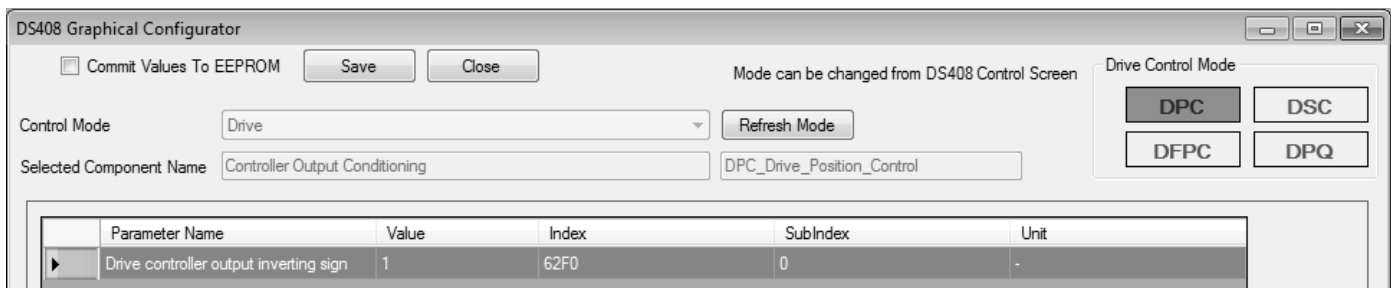 DS408 Graphical Configurator
Commit Values To EEPROM Save Close
Mode can be changed from DS408 Control Screen
Drive Control Mode
DPC DSC
DFPC DPQ
Control Mode Drive Refresh Mode
Selected Component Name Controller Output Conditioning DPC_Drive_Position_Control
Parameter Name Value Index SubIndex Unit
Drive controller output inverting sign 1 62F0 0 -